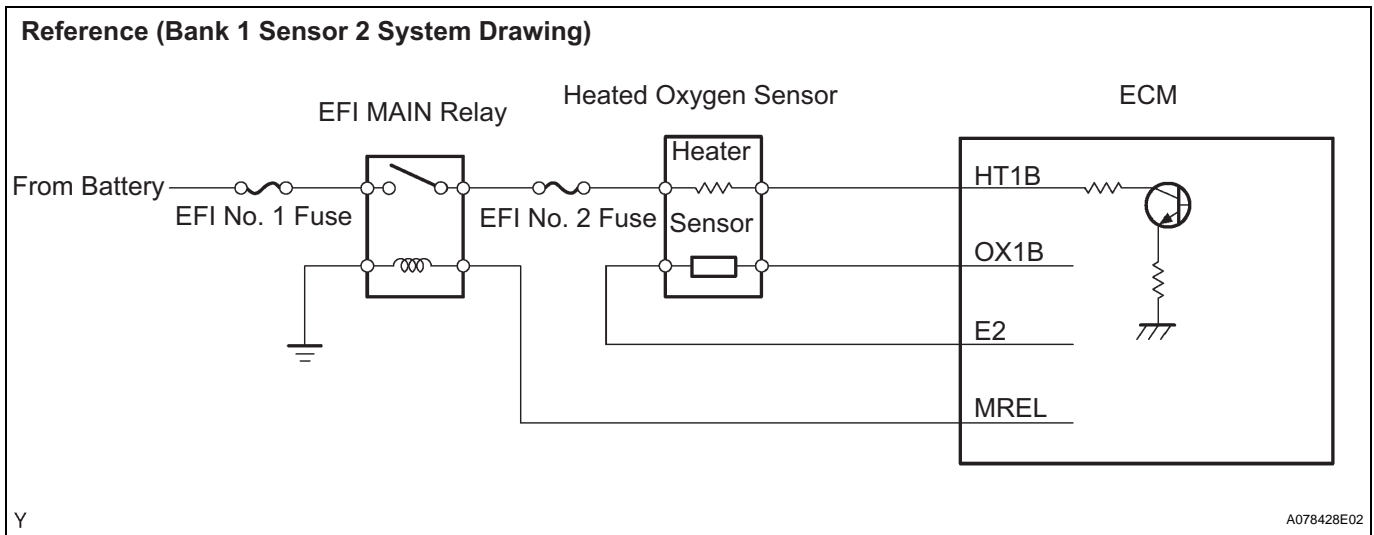 Reference (Bank 1 Sensor 2 System Drawing)
Heated Oxygen Sensor
ECM
EFI MAIN Relay
Heater
HT1B
From Battery
EFI No. 1 Fuse
EFI No. 2 Fuse
Sensor
OX1B
E2
MREL
Y
A078428E02